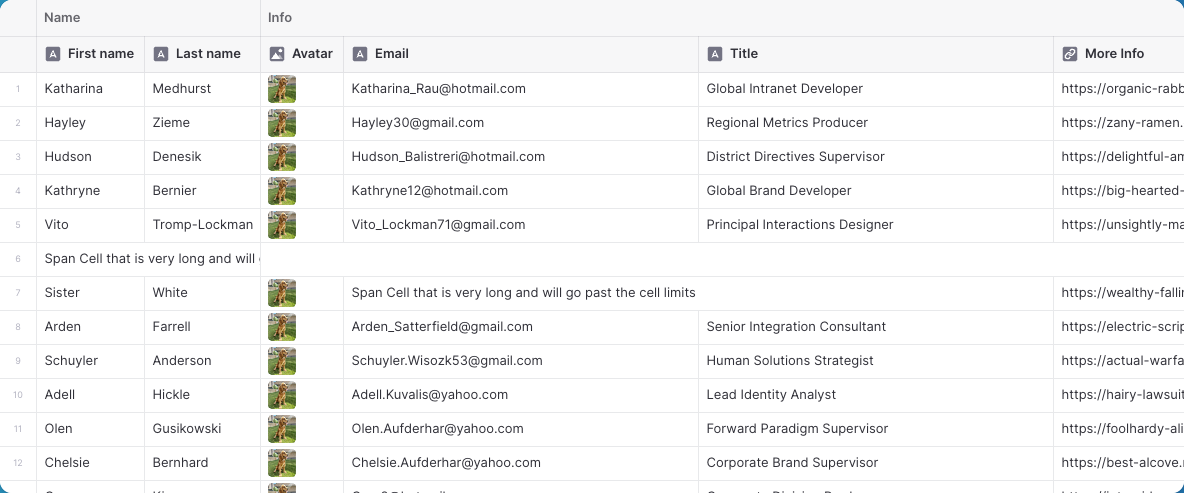 Name Info
First name Last name Avatar Email Title More Info
1 Katharina Medhurst Katharina_Rau@hotmail.com Global Intranet Developer https://organic-rabb
2 Hayley Zieme Hayley30@gmail.com Regional Metrics Producer https://zany-ramen.
3 Hudson Denesik Hudson_Balistreri@hotmail.com District Directives Supervisor https://delightful-am
4 Kathryne Bernier Kathryne12@hotmail.com Global Brand Developer https://big-hearted-
5 Vito Tromp-Lockman Vito_Lockman71@gmail.com Principal Interactions Designer https://unsightly-ma
6 Span Cell that is very long and will
7 Sister White Span Cell that is very long and will go past the cell limits https://wealthy-fallin
8 Arden Farrell Arden_Satterfield@gmail.com Senior Integration Consultant https://electric-scrip
9 Schuyler Anderson Schuyler.Wisozk53@gmail.com Human Solutions Strategist https://actual-warfa
10 Adell Hickle Adell.Kuvalis@yahoo.com Lead Identity Analyst https://hairy-lawsuit
11 Olen Gusikowski Olen.Aufderhar@yahoo.com Forward Paradigm Supervisor https://foolhardy-ali
12 Chelsie Bernhard Chelsie.Aufderhar@yahoo.com Corporate Brand Supervisor https://best-alcove.